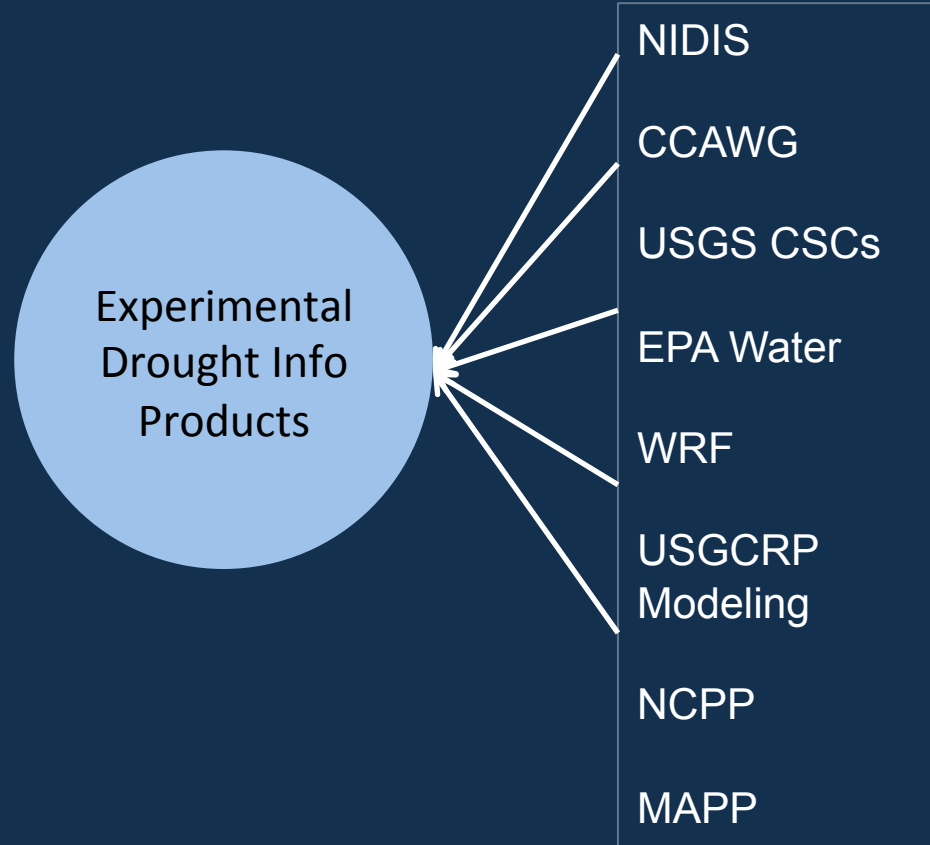 Experimental
Drought Info
Products
NIDIS
CCAWG
USGS CSCs
EPA Water
WRF
USGCRP
Modeling
NCPP
MAPP